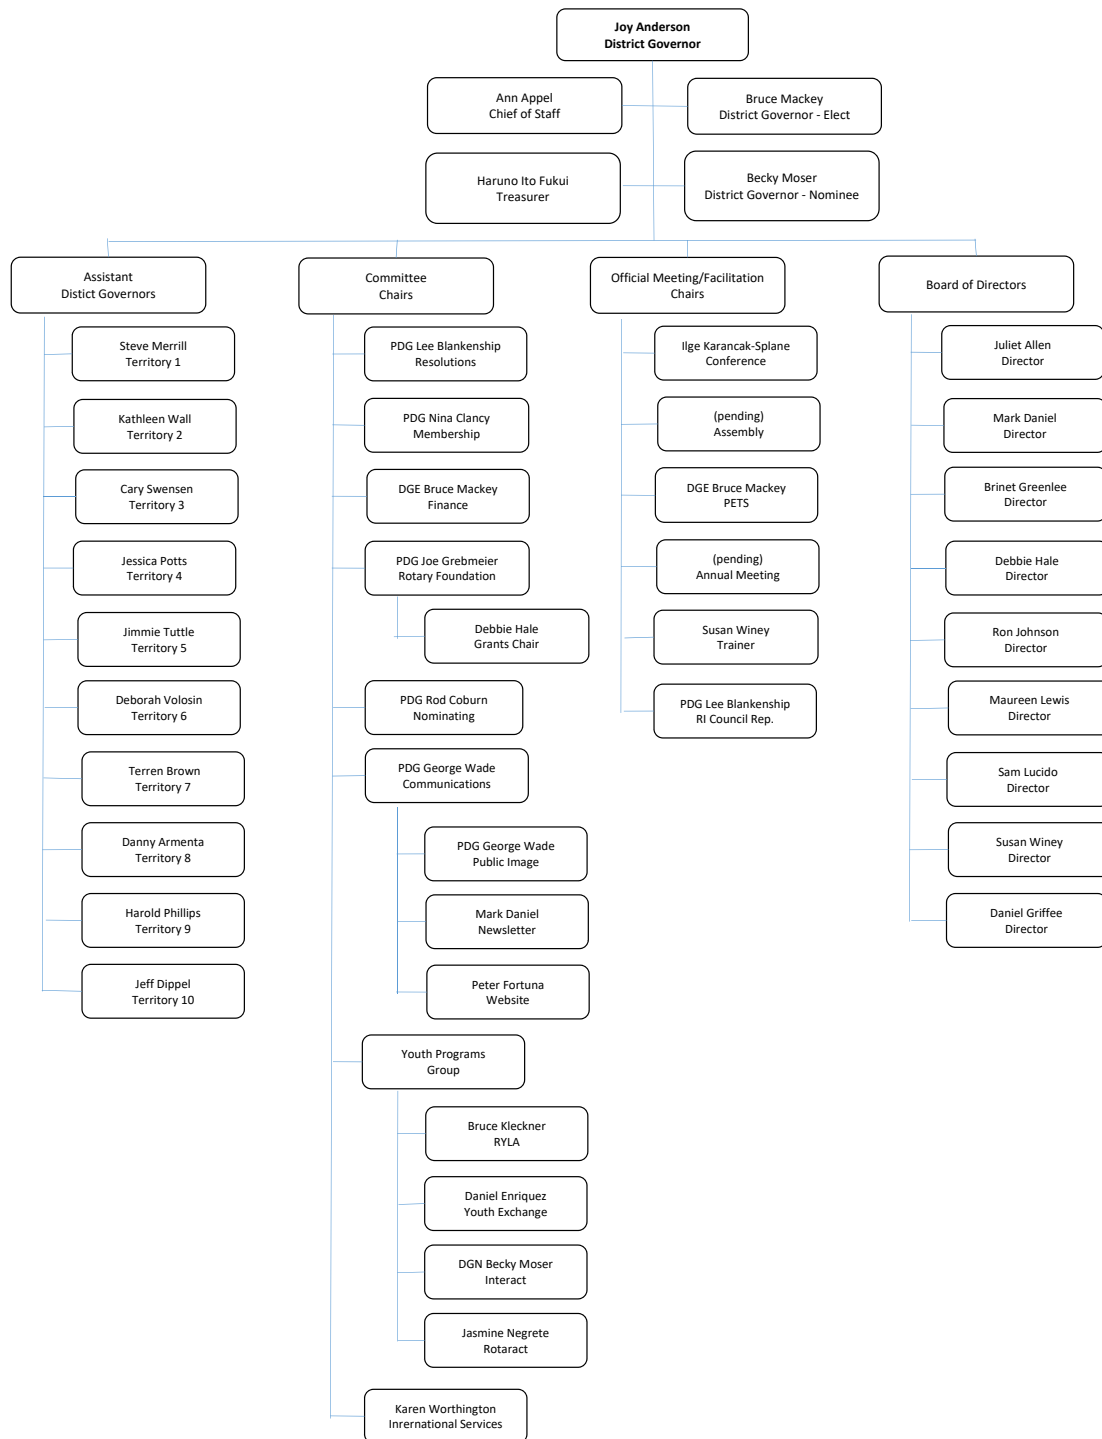 Joy Anderson
District Governor
Ann Appel
Chief of Staff
Bruce Mackey
District Governor - Elect
Haruno Ito Fukui
Treasurer
Becky Moser
District Governor - Nominee
Assistant
Distict Governors
Steve Merrill
Territory 1
Kathleen Wall
Territory 2
Cary Swensen
Territory 3
Jessica Potts
Territory 4
Jimmie Tuttle
Territory 5
Deborah Volosin
Territory 6
Terren Brown
Territory 7
Danny Armenta
Territory 8
Harold Phillips
Territory 9
Jeff Dippel
Territory 10
Committee
Chairs
PDG Lee Blankenship
Resolutions
PDG Nina Clancy
Membership
DGE Bruce Mackey
Finance
PDG Joe Grebmeier
Rotary Foundation
Debbie Hale
Grants Chair
PDG Rod Coburn
Nominating
PDG George Wade
Communications
PDG George Wade
Public Image
Mark Daniel
Newsletter
Peter Fortuna
Website
Youth Programs
Group
Bruce Kleckner
RYLA
Daniel Enriquez
Youth Exchange
DGN Becky Moser
Interact
Jasmine Negrete
Rotaract
Karen Worthington
Inrernational Services
Official Meeting/Facilitation
Chairs
Ilge Karancak-Splane
Conference
(pending)
Assembly
DGE Bruce Mackey
PETS
(pending)
Annual Meeting
Susan Winey
Trainer
PDG Lee Blankenship
RI Council Rep.
Board of Directors
Juliet Allen
Director
Mark Daniel
Director
Brinet Greenlee
Director
Debbie Hale
Director
Ron Johnson
Director
Maureen Lewis
Director
Sam Lucido
Director
Susan Winey
Director
Daniel Griffee
Director